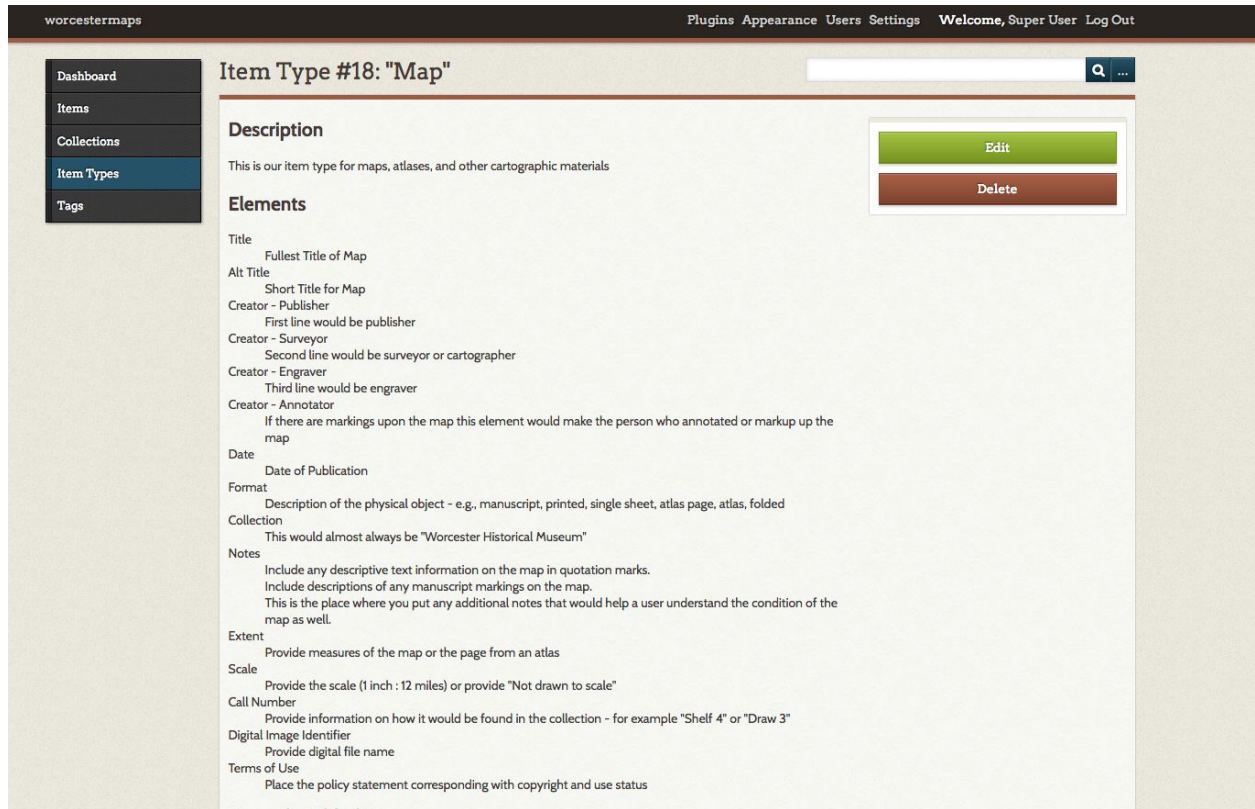 worcestermaps
Plugins Appearance Users Settings Welcome, Super User Log Out
Dashboard
Items
Collections
Item Types
Tags
Item Type #18: "Map"
...
Description
This is our item type for maps, atlases, and other cartographic materials
Edit
Delete
Elements
Title
Fullest Title of Map
Alt Title
Short Title for Map
Creator - Publisher
First line would be publisher
Creator - Surveyor
Second line would be surveyor or cartographer
Creator - Engraver
Third line would be engraver
Creator - Annotator
If there are markings upon the map this element would make the person who annotated or markup up the
map
Date
Date of Publication
Format
Description of the physical object - e.g., manuscript, printed, single sheet, atlas page, atlas, folded
Collection
This would almost always be "Worcester Historical Museum"
Notes
Include any descriptive text information on the map in quotation marks.
Include descriptions of any manuscript markings on the map.
This is the place where you put any additional notes that would help a user understand the condition of the
map as well.
Extent
Provide measures of the map or the page from an atlas
Scale
Provide the scale (1 inch : 12 miles) or provide "Not drawn to scale"
Call Number
Provide information on how it would be found in the collection - for example "Shelf 4" or "Draw 3"
Digital Image Identifier
Provide digital file name
Terms of Use
Place the policy statement corresponding with copyright and use status